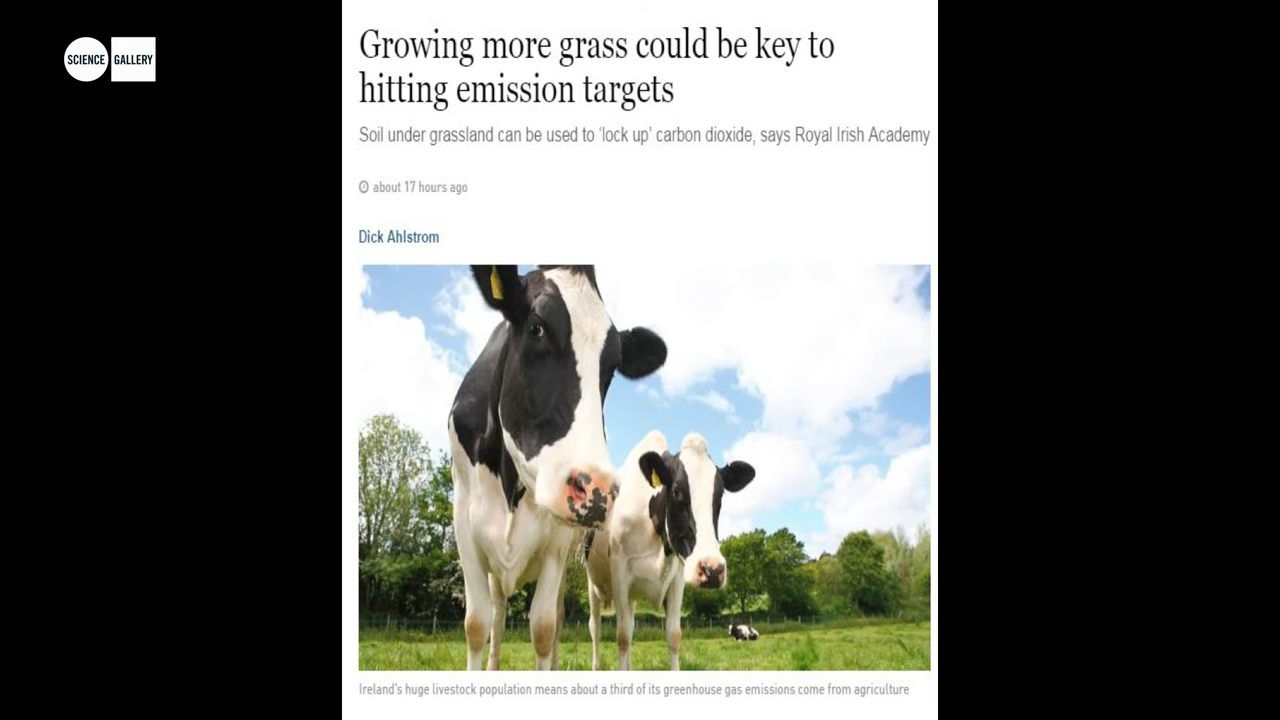 SCIENCE
GALLERY
Growing more grass could be key to
hitting emission targets
Soil under grassland can be used to ‘lock up’ carbon dioxide, says Royal Irish Academy
about 17 hours ago
Dick Ahlstrom
Ireland's huge livestock population means about a third of its greenhouse gas emissions come from agriculture